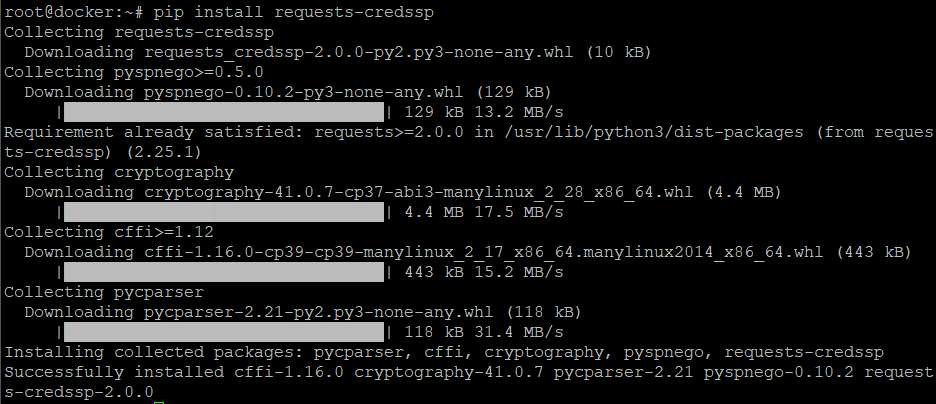 root@docker:~# pip install requests-credssp
Collecting requests-credssp
  Downloading requests_credssp-2.0.0-py2.py3-none-any.whl (10 kB)
Collecting pyspnego>=0.5.0
  Downloading pyspnego-0.10.2-py3-none-any.whl (129 kB)
     |                                | 129 kB 13.2 MB/s
Requirement already satisfied: requests>=2.0.0 in /usr/lib/python3/dist-packages (from reques
ts-credssp) (2.25.1)
Collecting cryptography
  Downloading cryptography-41.0.7-cp37-abi3-manylinux_2_28_x86_64.whl (4.4 MB)
     |                                | 4.4 MB 17.5 MB/s
Collecting cffi>=1.12
  Downloading cffi-1.16.0-cp39-cp39-manylinux_2_17_x86_64.manylinux2014_x86_64.whl (443 kB)
     |                                | 443 kB 15.2 MB/s
Collecting pycparser
  Downloading pycparser-2.21-py2.py3-none-any.whl (118 kB)
     |                                | 118 kB 31.4 MB/s
Installing collected packages: pycparser, cffi, cryptography, pyspnego, requests-credssp
Successfully installed cffi-1.16.0 cryptography-41.0.7 pycparser-2.21 pyspnego-0.10.2 request
s-credssp-2.0.0